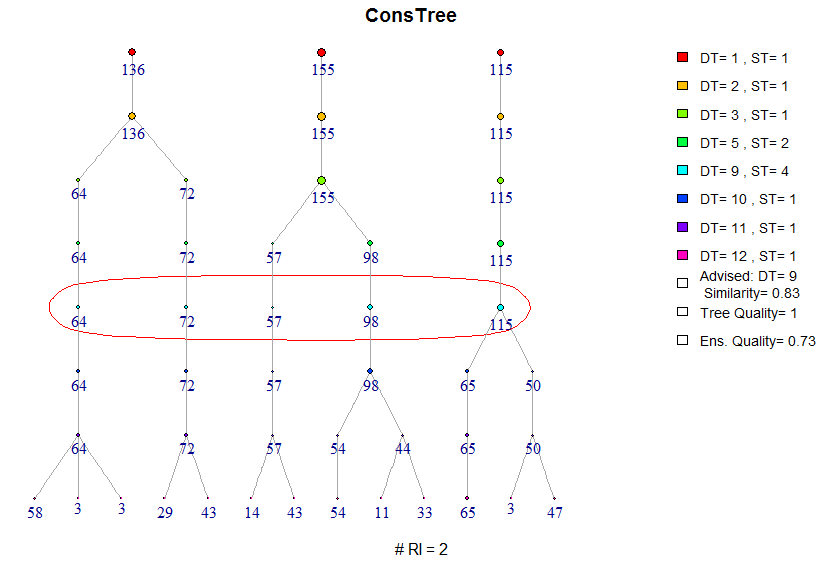 ConsTree
136 155 115
136 155 115
64 72 155 115
64 72 57 98 115
64 72 57 98 115
64 72 57 98 65 50
64 72 57 54 44 65 50
58 3 3 29 43 14 43 54 11 33 65 3 47
# RI = 2
DT= 1 , ST= 1
DT= 2 , ST= 1
DT= 3 , ST= 1
DT= 5 , ST= 2
DT= 9 , ST= 4
DT= 10 , ST= 1
DT= 11 , ST= 1
DT= 12 , ST= 1
Advised: DT= 9
Similarity= 0.83
Tree Quality= 1
Ens. Quality= 0.73